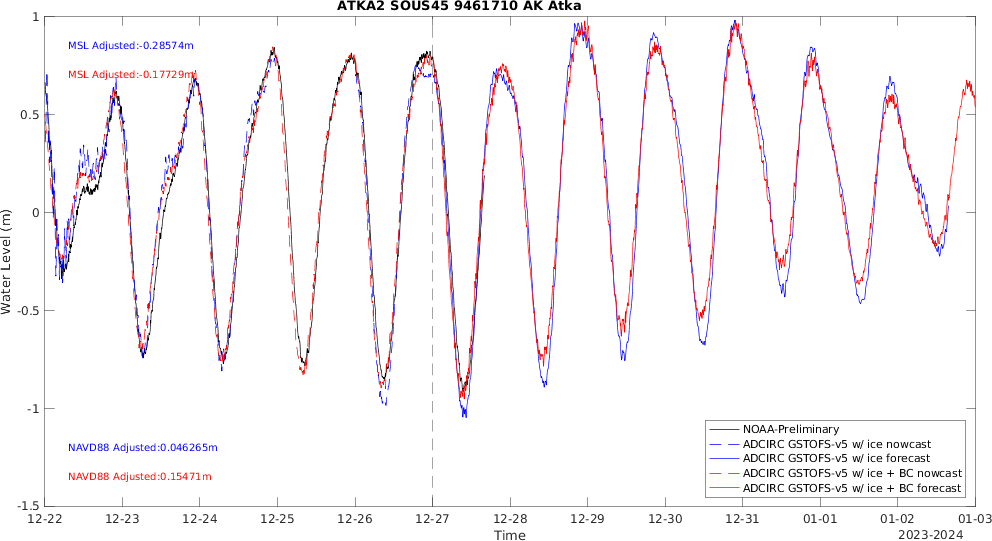 ATKA2 SOUS45 9461710 AK Atka
MSL Adjusted:-0.28574m
MSL Adjusted:-0.17729m
NAVD88 Adjusted:0.046265m
NAVD88 Adjusted:0.15471m
Water Level (m)
1
0.5
0
-0.5
-1
-1.5
12-22 12-23 12-24 12-25 12-26 12-27 12-28 12-29 12-30 12-31 01-01 01-02 01-03
Time
2023-2024
NOAA-Preliminary
ADCIRC GSTOFS-v5 w/ ice nowcast
ADCIRC GSTOFS-v5 w/ ice forecast
ADCIRC GSTOFS-v5 w/ ice + BC nowcast
ADCIRC GSTOFS-v5 w/ ice + BC forecast